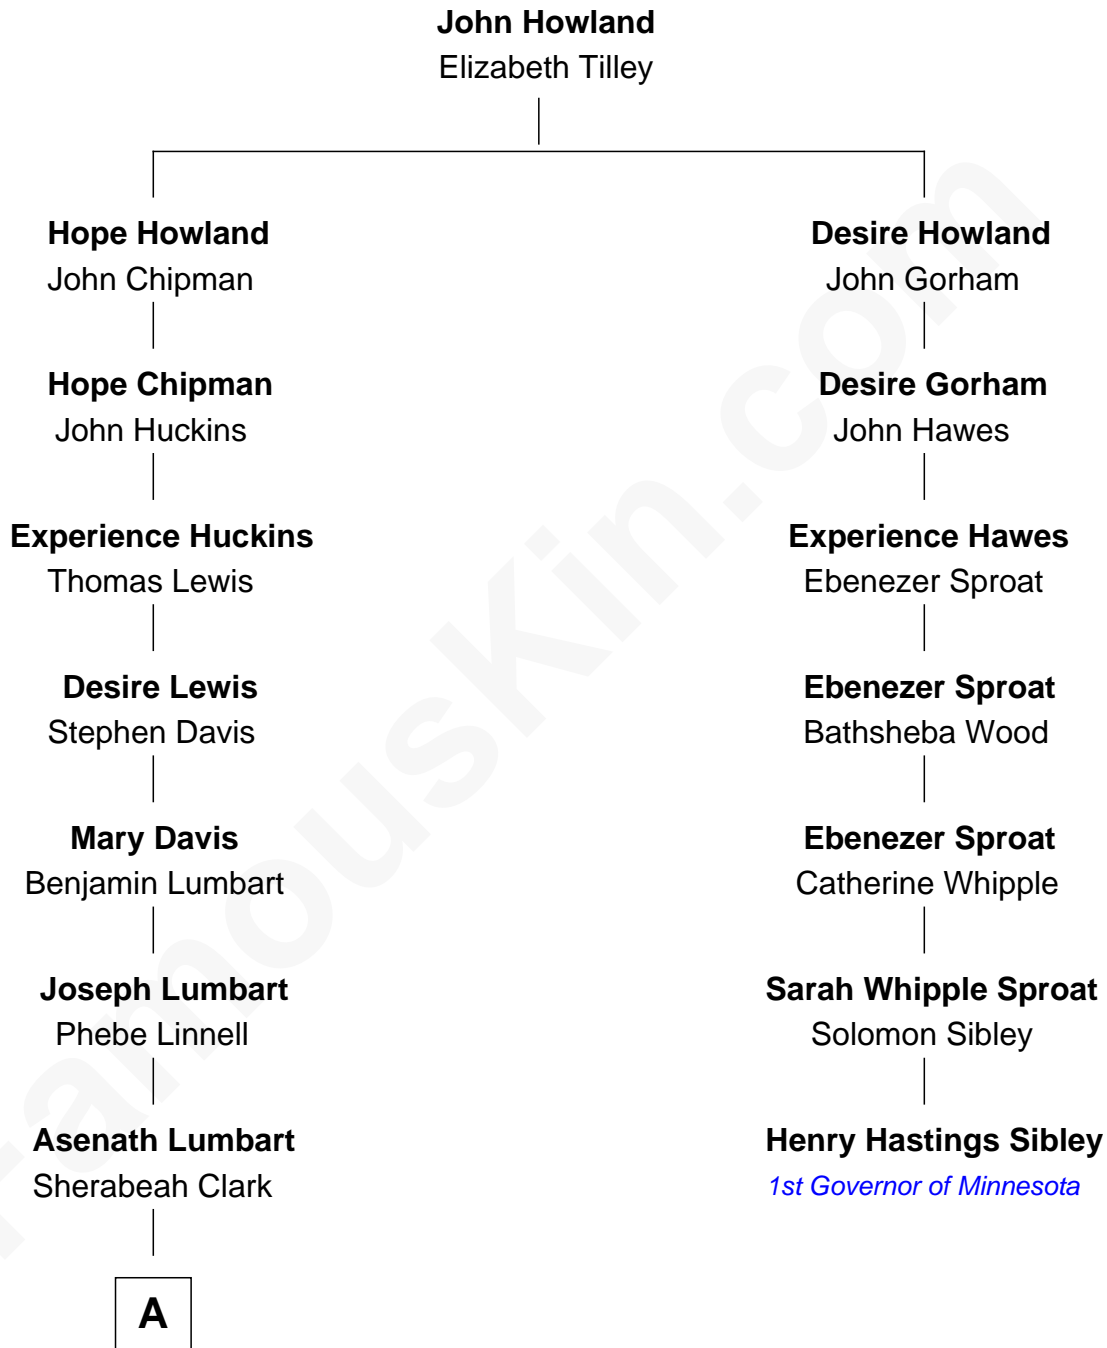 John Howland
Elizabeth Tilley
Hope Howland
John Chipman
Hope Chipman
John Huckins
Experience Huckins
Thomas Lewis
Desire Lewis
Stephen Davis
Mary Davis
Benjamin Lumbart
Joseph Lumbart
Phebe Linnell
Asenath Lumbart
Sherabeah Clark
A
Desire Howland
John Gorham
Desire Gorham
John Hawes
Experience Hawes
Ebenezer Sproat
Ebenezer Sproat
Bathsheba Wood
Ebenezer Sproat
Catherine Whipple
Sarah Whipple Sproat
Solomon Sibley
Henry Hastings Sibley
1st Governor of Minnesota
FamousKin.com